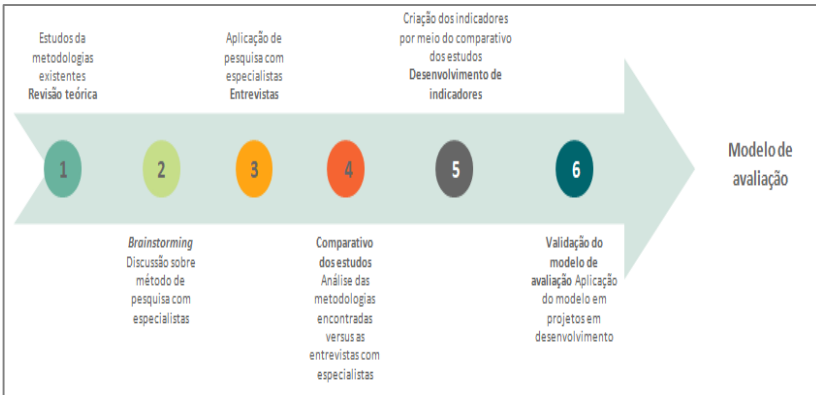 Estudos da
metodologias
existentes
Revisão teórica
Aplicação de
pesquisa com
especialistas
Entrevistas
Criação dos indicadores
por meio do comparativo
dos estudos
Desenvolvimento de
indicadores
1
2
3
4
5
6
Modelo de
avaliação
Brainstorming
Discussão sobre
método de
pesquisa com
especialistas
Comparativo
dos estudos
Análise das
metodologias
encontradas
versus as
entrevistas com
especialistas
Validação do
modelo de
avaliação Aplicação
do modelo em
projetos em
desenvolvimento